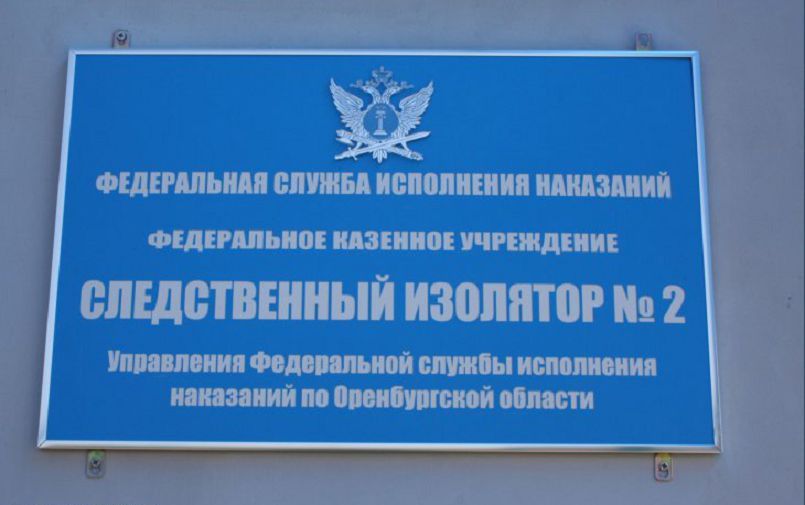 ФЕДЕРАЛЬНАЯ СЛУЖБА ИСПОЛНЕНИЯ НАКАЗАНИЙ
ФЕДЕРАЛЬНОЕ КАЗЕННОЕ УЧРЕЖДЕНИЕ
СЛЕДСТВЕННЫЙ ИЗОЛЯТОР № 2
Управления Федеральной службы исполнения
наказаний по Оренбургской области